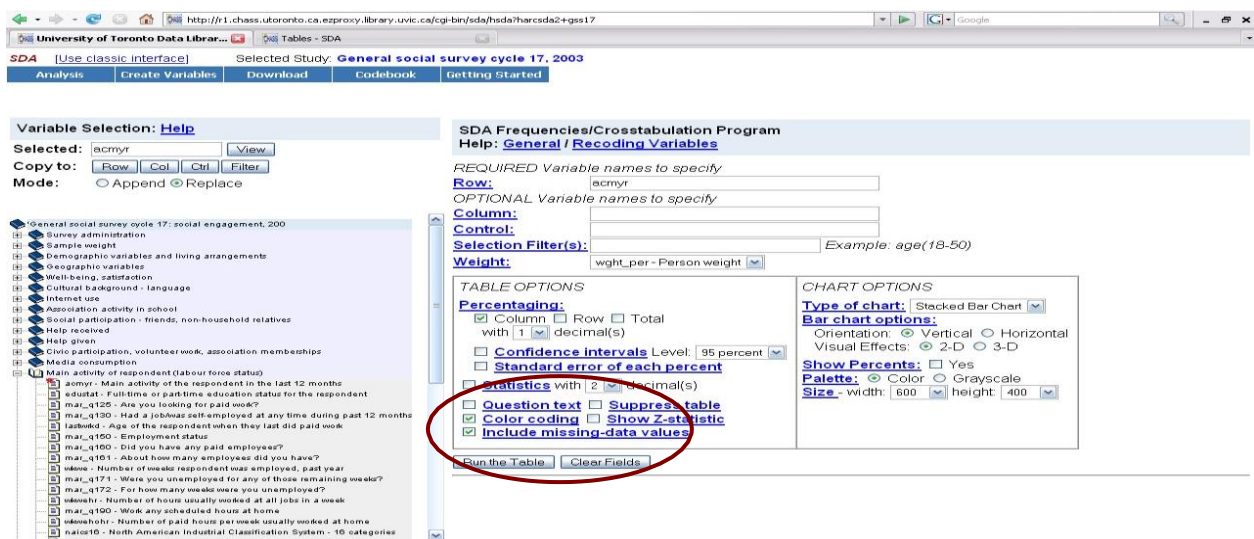 http://r1.chass.utoronto.ca.ezproxy.library.uvic.ca/cgi-bin/sda/hsda?harcsda2+gss17
Google
University of Toronto Data Librar...
Tables - SDA
SDA [Use classic interface] Selected Study: General social survey cycle 17, 2003
Analysis Create Variables Download Codebook Getting Started
Variable Selection: Help
Selected: acmyr View
Copy to: Row Col Ctrl Filter
Mode: Append Replace
'General social survey cycle 17: social engagement, 200
Survey administration
Sample weight
Demographic variables and living arrangements
Geographic variables
Well-being, satisfaction
Cultural background - language
Internet use
Association activity in school
Social participation - friends, non-household relatives
Help received
Help given
Civic participation, volunteer work, association memberships
Media consumption
Main activity of respondent (labour force status)
acmyr - Main activity of the respondent in the last 12 months
edustat - Full-time or part-time education status for the respondent
mar_q125 - Are you looking for paid work?
mar_q130 - Had a job/was self-employed at any time during past 12 months
lastwkd - Age of the respondent when they last did paid work
mar_q150 - Employment status
mar_q160 - Did you have any paid employees?
mar_q161 - About how many employees did you have?
wkwe - Number of weeks respondent was employed, past year
mar_q171 - Were you unemployed for any of those remaining weeks?
mar_q172 - For how many weeks were you unemployed?
wkwehr - Number of hours usually worked at all jobs in a week
mar_q190 - Work any scheduled hours at home
wkwehohr - Number of paid hours per week usually worked at home
naics16 - North American Industrial Classification System - 16 categories
SDA Frequencies/Crosstabulation Program
Help: General / Recoding Variables
REQUIRED Variable names to specify
Row: acmyr
OPTIONAL Variable names to specify
Column:
Control:
Selection Filter(s): Example: age(18-50)
Weight: wght_per - Person weight
TABLE OPTIONS
Percentaging:
Column Row Total
with 1 decimal(s)
Confidence intervals Level: 95 percent
Standard error of each percent
Statistics with 2 decimal(s)
Question text Suppress table
Color coding Show Z-statistic
Include missing-data values
CHART OPTIONS
Type of chart: Stacked Bar Chart
Bar chart options:
Orientation: Vertical Horizontal
Visual Effects: 2-D 3-D
Show Percents: Yes
Palette: Color Grayscale
Size - width: 600 height: 400
Run the Table Clear Fields